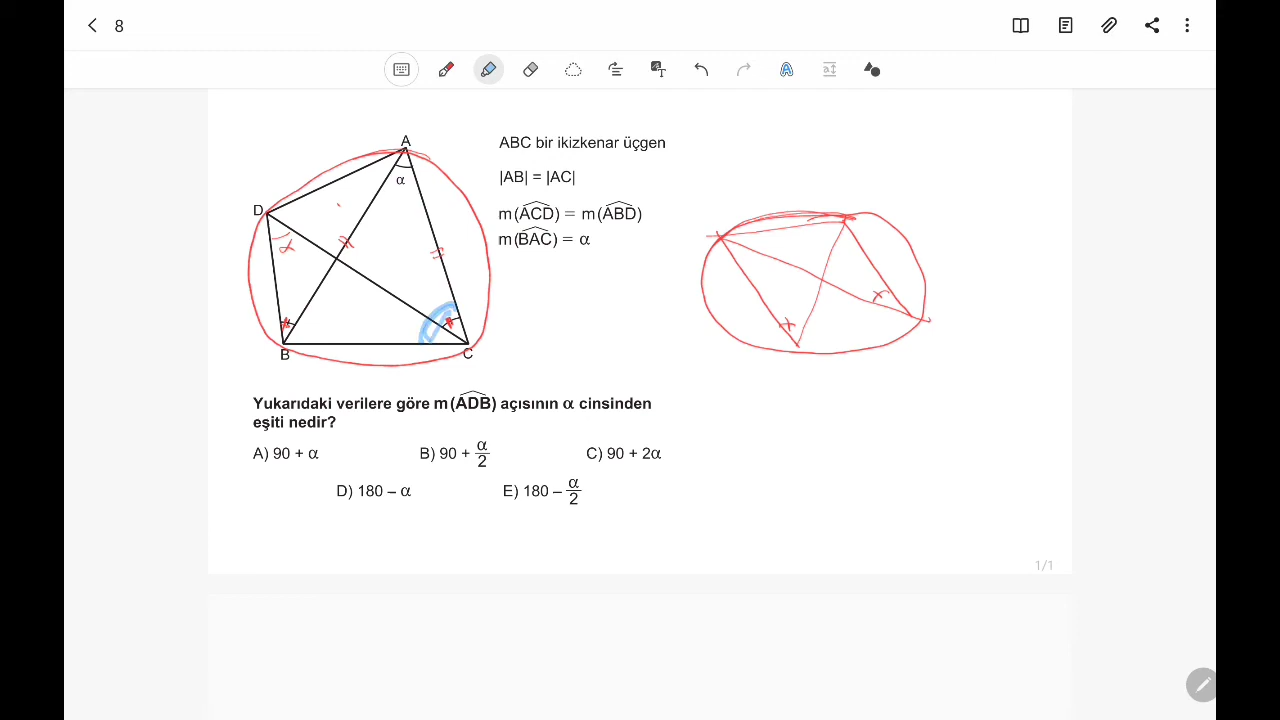 8
A
α
D
α
B
C
ABC bir ikizkenar üçgen
|AB| = |AC|
m(ACD) = m(ABD)
m(BAC) = α
x
x
Yukarıdaki verilere göre m(ADB) açısının α cinsinden
eşiti nedir?
A) 90 + α B) 90 + α/2 C) 90 + 2α
D) 180 – α E) 180 – α/2
1/1